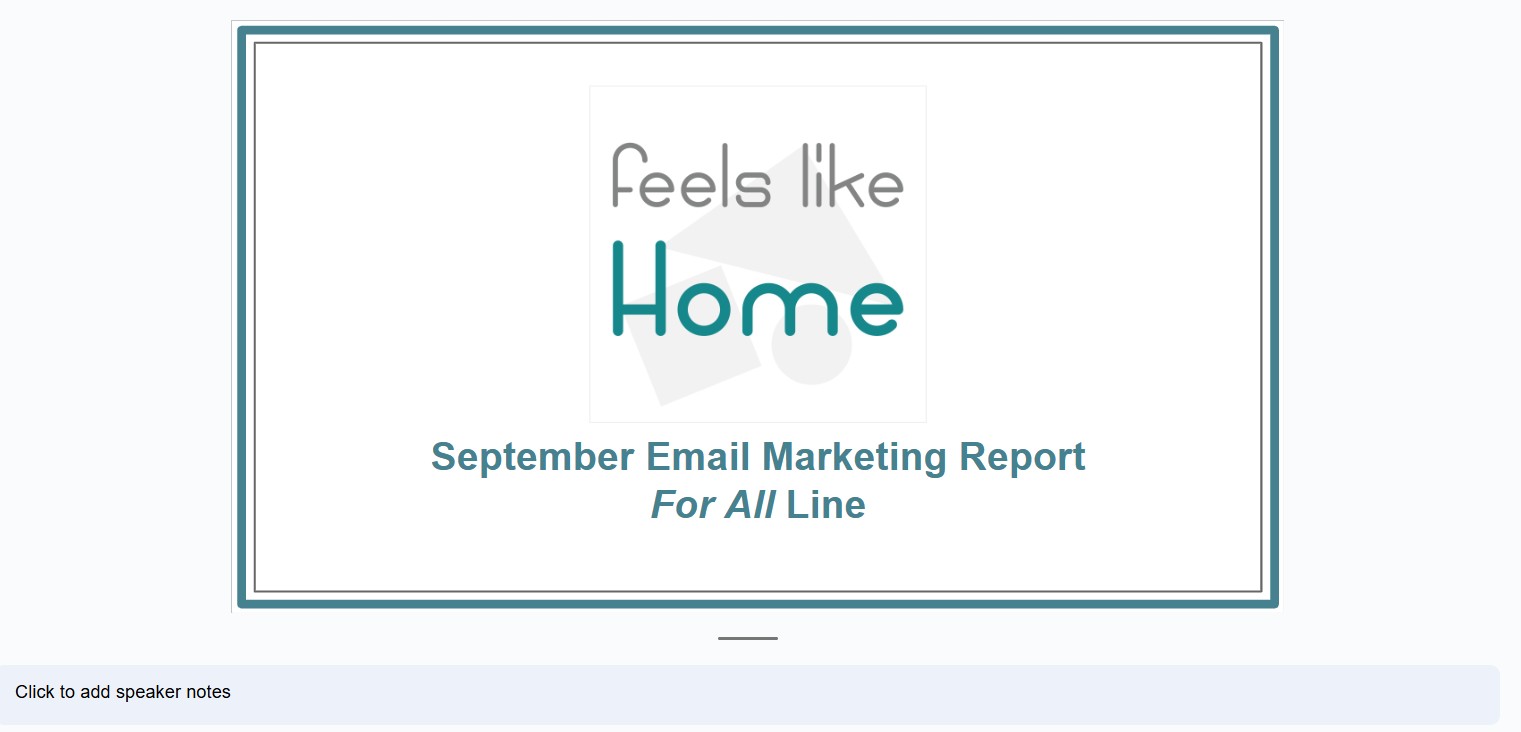 feels like
Home
September Email Marketing Report
For All Line
Click to add speaker notes